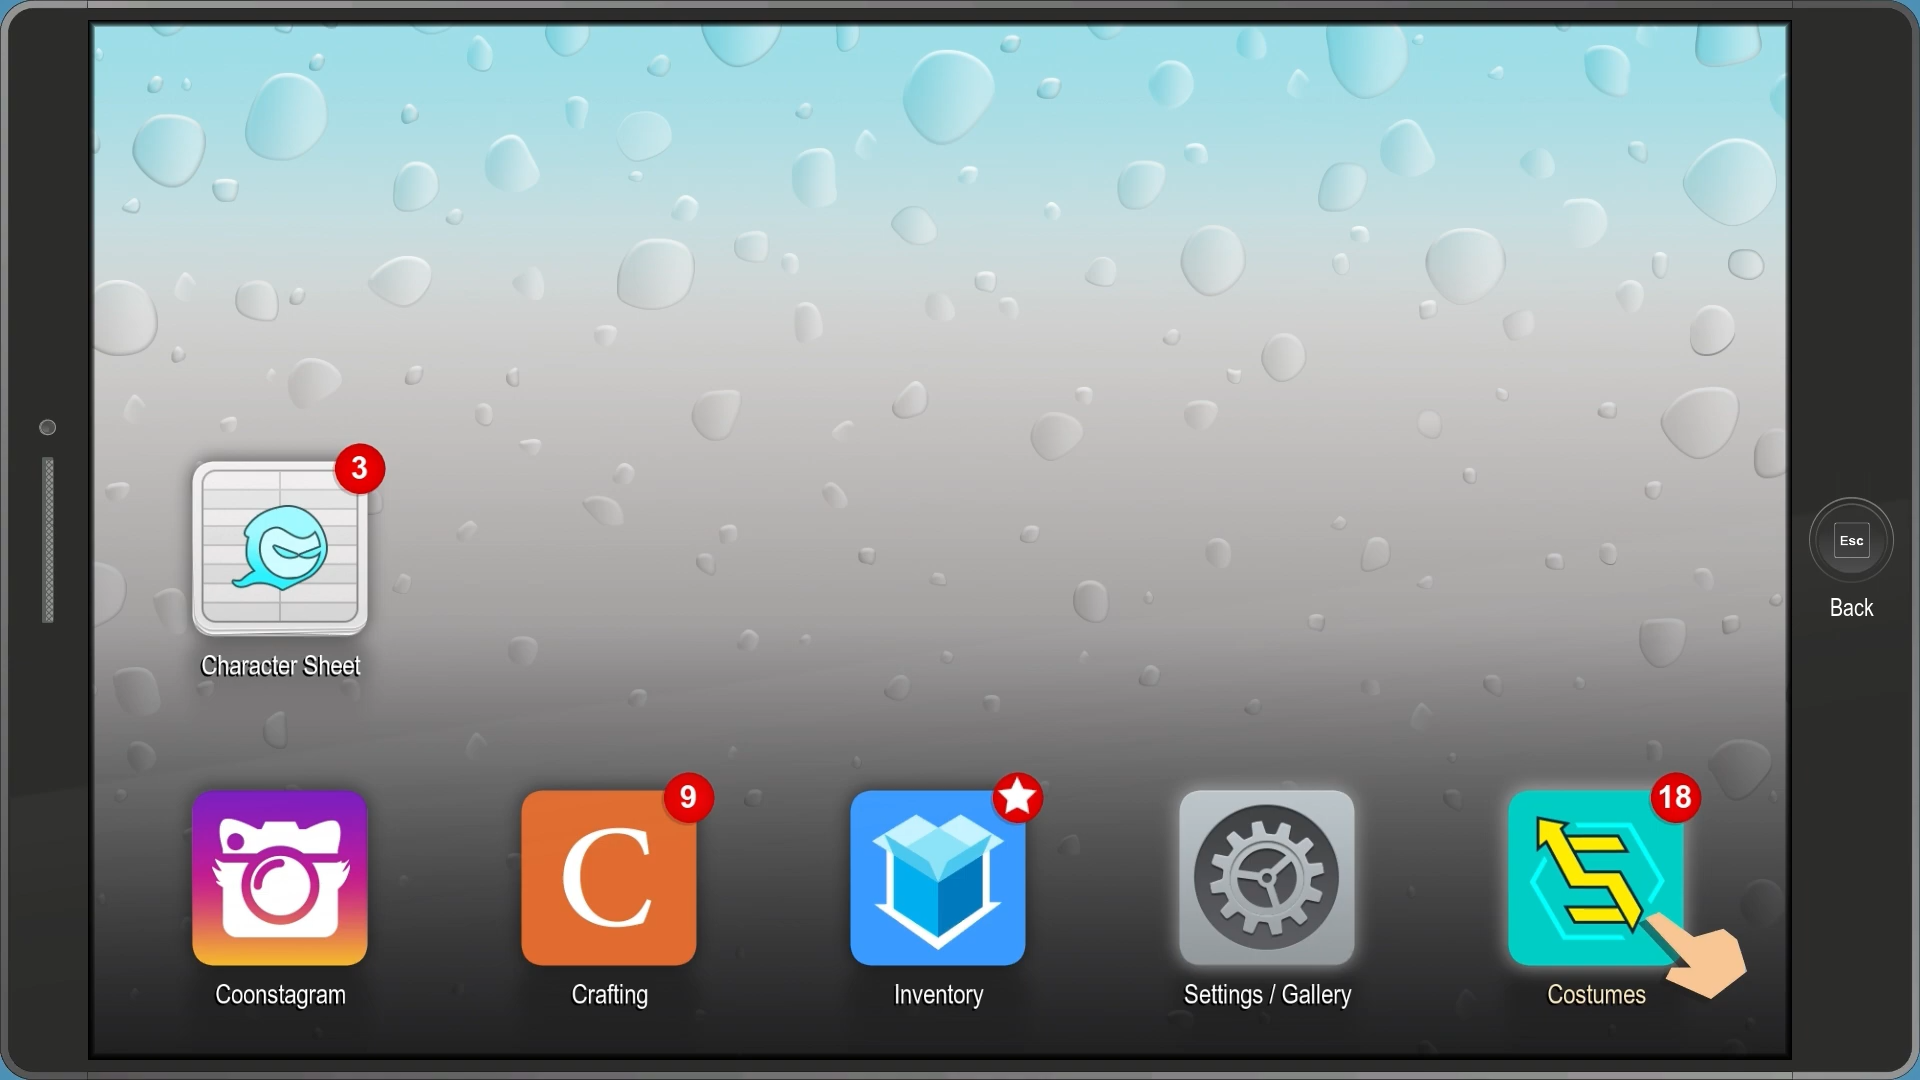 3
Character Sheet
Esc
Back
9
18
C
Coonstagram
Crafting
Inventory
Settings / Gallery
Costumes